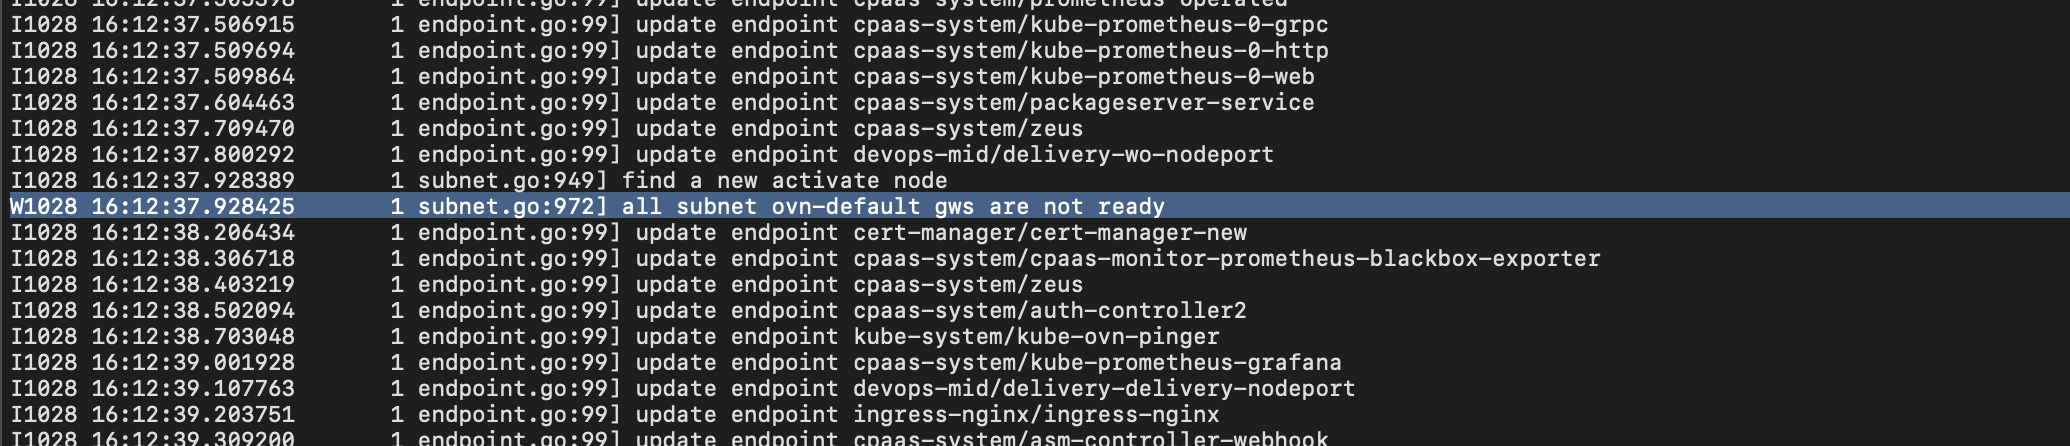 I1028 16:12:37.505398 1 endpoint.go:99] update endpoint cpaas-system/prometheus-operated
I1028 16:12:37.506915 1 endpoint.go:99] update endpoint cpaas-system/kube-prometheus-0-grpc
I1028 16:12:37.509694 1 endpoint.go:99] update endpoint cpaas-system/kube-prometheus-0-http
I1028 16:12:37.509864 1 endpoint.go:99] update endpoint cpaas-system/kube-prometheus-0-web
I1028 16:12:37.604463 1 endpoint.go:99] update endpoint cpaas-system/packageserver-service
I1028 16:12:37.709470 1 endpoint.go:99] update endpoint cpaas-system/zeus
I1028 16:12:37.800292 1 endpoint.go:99] update endpoint devops-mid/delivery-wo-nodeport
I1028 16:12:37.928389 1 subnet.go:949] find a new activate node
W1028 16:12:37.928425 1 subnet.go:972] all subnet ovn-default gws are not ready
I1028 16:12:38.206434 1 endpoint.go:99] update endpoint cert-manager/cert-manager-new
I1028 16:12:38.306718 1 endpoint.go:99] update endpoint cpaas-system/cpaas-monitor-prometheus-blackbox-exporter
I1028 16:12:38.403219 1 endpoint.go:99] update endpoint cpaas-system/zeus
I1028 16:12:38.502094 1 endpoint.go:99] update endpoint cpaas-system/auth-controller2
I1028 16:12:38.703048 1 endpoint.go:99] update endpoint kube-system/kube-ovn-pinger
I1028 16:12:39.001928 1 endpoint.go:99] update endpoint cpaas-system/kube-prometheus-grafana
I1028 16:12:39.107763 1 endpoint.go:99] update endpoint devops-mid/delivery-delivery-nodeport
I1028 16:12:39.203751 1 endpoint.go:99] update endpoint ingress-nginx/ingress-nginx
I1028 16:12:39.309200 1 endpoint.go:99] update endpoint cpaas-system/asm-controller-webhook